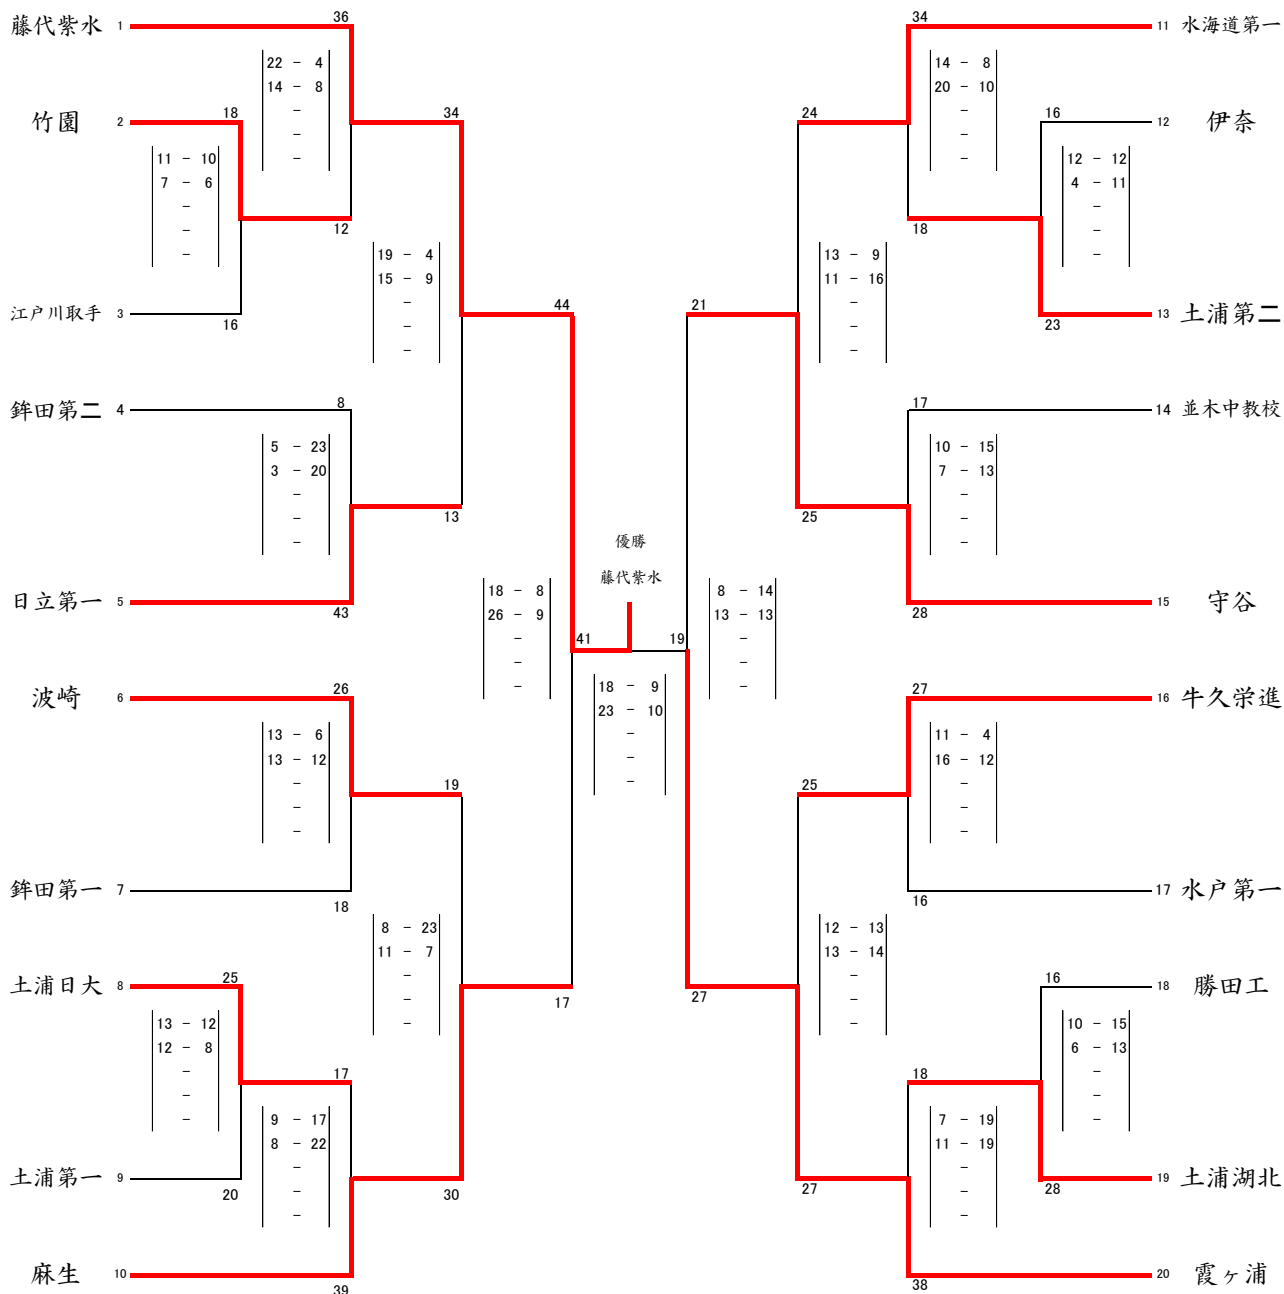 藤代紫水 1 36
22 - 4
14 - 8
-
-
-
竹園 2 18
11 - 10
7 - 6
-
-
-
12
江戸川取手 3 16
34
19 - 4
15 - 9
-
-
-
鉾田第二 4 8
5 - 23
3 - 20
-
-
-
13
日立第一 5 43
44
18 - 8
26 - 9
-
-
-
波崎 6 26
13 - 6
13 - 12
-
-
-
19
鉾田第一 7 18
8 - 23
11 - 7
-
-
-
17
土浦日大 8 25
13 - 12
12 - 8
-
-
-
17
土浦第一 9 20
9 - 17
8 - 22
-
-
-
30
麻生 10 39
優勝
藤代紫水
41 19
18 - 9
23 - 10
-
-
-
34 11 水海道第一
14 - 8
20 - 10
-
-
-
24
16 12 伊奈
12 - 12
4 - 11
-
-
-
18
23 13 土浦第二
13 - 9
11 - 16
-
-
-
21
17 14 並木中教校
10 - 15
7 - 13
-
-
-
25
28 15 守谷
8 - 14
13 - 13
-
-
-
27 16 牛久栄進
11 - 4
16 - 12
-
-
-
25
16 17 水戸第一
12 - 13
13 - 14
-
-
-
27
16 18 勝田工
10 - 15
6 - 13
-
-
-
18
28 19 土浦湖北
7 - 19
11 - 19
-
-
-
27
38 20 霞ヶ浦